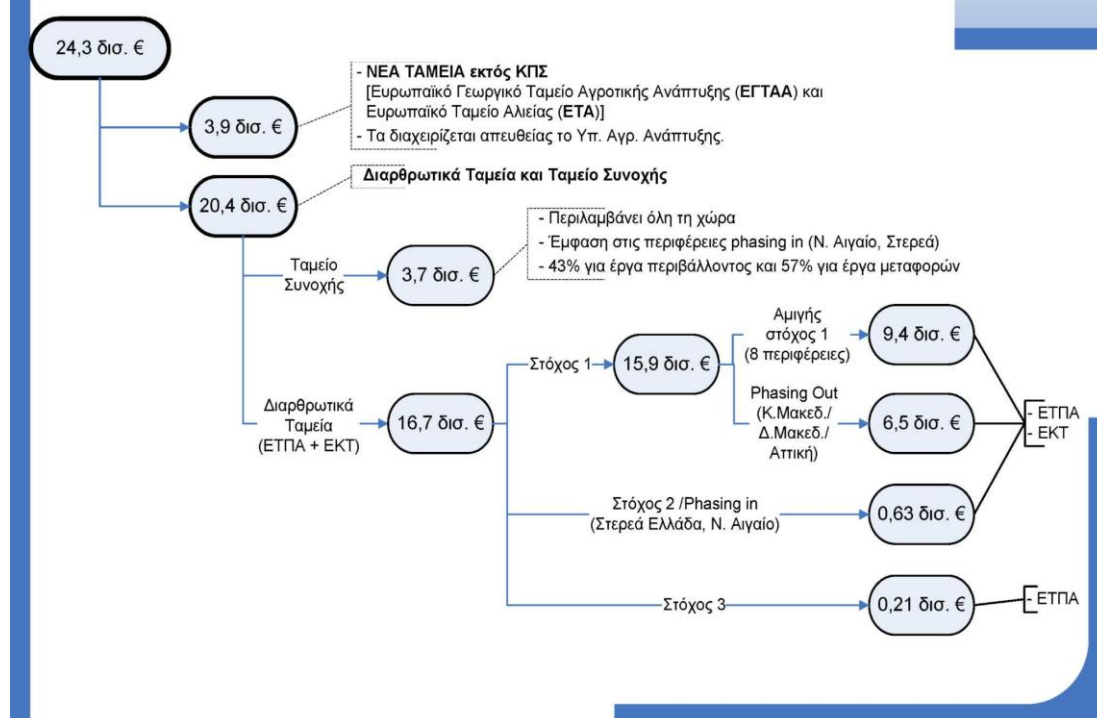 24,3 δισ. €
3,9 δισ. €
- ΝΕΑ ΤΑΜΕΙΑ εκτός ΚΠΣ
[Ευρωπαϊκό Γεωργικό Ταμείο Αγροτικής Ανάπτυξης (ΕΓΤΑΑ) και
Ευρωπαϊκό Ταμείο Αλιείας (ΕΤΑ)]
- Τα διαχειρίζεται απευθείας το Υπ. Αγρ. Ανάπτυξης.
20,4 δισ. €
Διαρθρωτικά Ταμεία και Ταμείο Συνοχής
Ταμείο
Συνοχής
3,7 δισ. €
- Περιλαμβάνει όλη τη χώρα
- Έμφαση στις περιφέρειες phasing in (Ν. Αιγαίο, Στερεά)
- 43% για έργα περιβάλλοντος και 57% για έργα μεταφορών
Διαρθρωτικά
Ταμεία
(ΕΤΠΑ + ΕΚΤ)
16,7 δισ. €
Στόχος 1
15,9 δισ. €
Αμιγής
στόχος 1
(8 περιφέρειες)
9,4 δισ. €
Phasing Out
(Κ.Μακεδ./
Δ.Μακεδ./
Αττική)
6,5 δισ. €
- ΕΤΠΑ
- ΕΚΤ
Στόχος 2 /Phasing in
(Στερεά Ελλάδα, Ν. Αιγαίο)
0,63 δισ. €
Στόχος 3
0,21 δισ. €
- ΕΤΠΑ